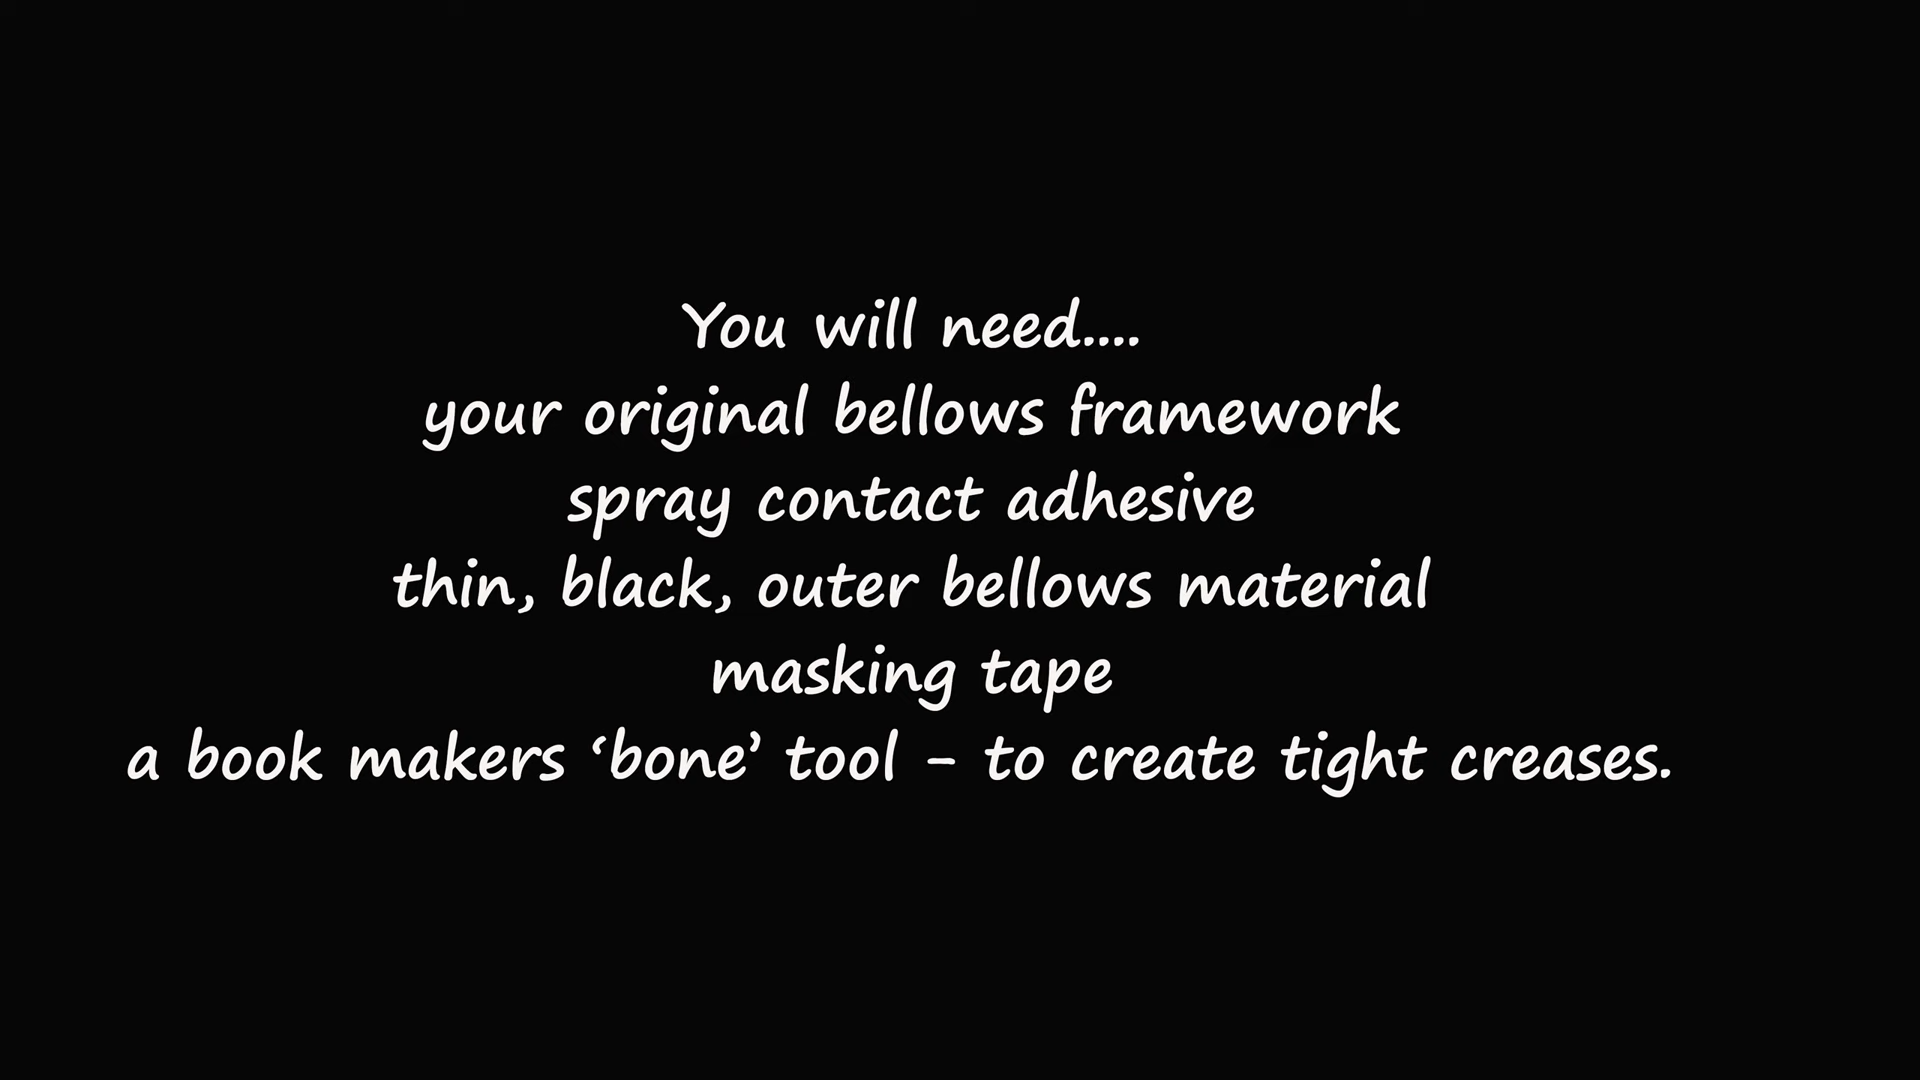 You will need....
your original bellows framework
spray contact adhesive
thin, black, outer bellows material
masking tape
a book makers ‘bone’ tool - to create tight creases.